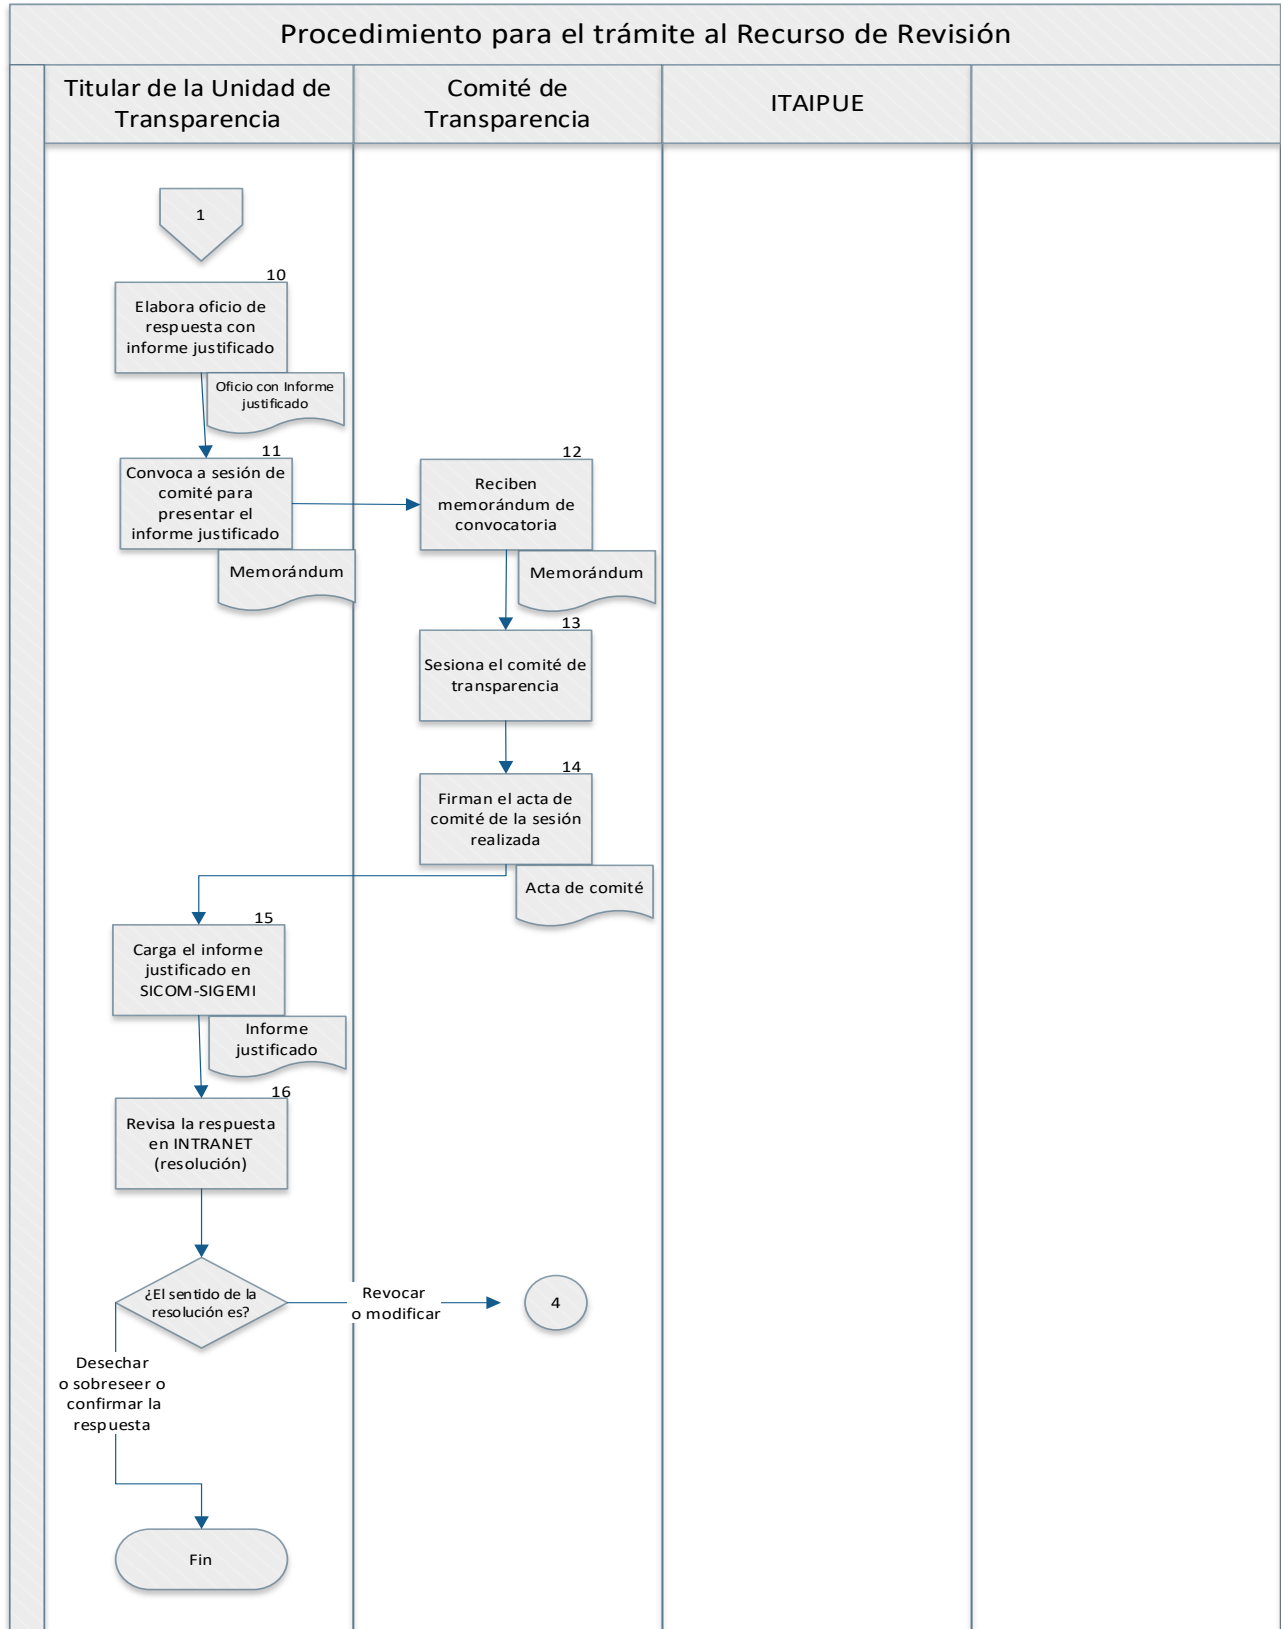 Procedimiento para el trámite al Recurso de Revisión
Titular de la Unidad de
Transparencia
Comité de
Transparencia
ITAIPUE
1
10
Elabora oficio de
respuesta con
informe justificado
Oficio con Informe
justificado
11
Convoca a sesión de
comité para
presentar el
informe justificado
Memorándum
12
Reciben
memorándum de
convocatoria
Memorándum
13
Sesiona el comité de
transparencia
14
Firman el acta de
comité de la sesión
realizada
Acta de comité
15
Carga el informe
justificado en
SICOM-SIGEMI
Informe
justificado
16
Revisa la respuesta
en INTRANET
(resolución)
¿El sentido de la
resolución es?
Revocar
o modificar
4
Desechar
o sobreseer o
confirmar la
respuesta
Fin